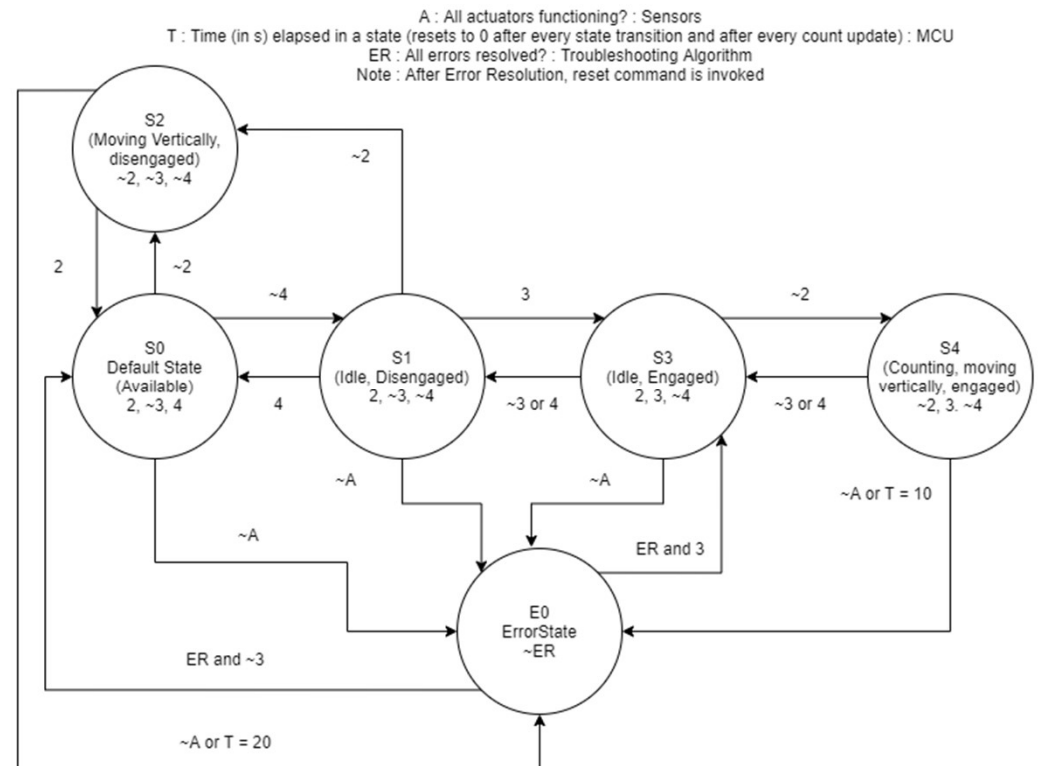 A : All actuators functioning? : Sensors
T : Time (in s) elapsed in a state (resets to 0 after every state transition and after every count update) : MCU
ER : All errors resolved? : Troubleshooting Algorithm
Note : After Error Resolution, reset command is invoked
S2
(Moving Vertically,
disengaged)
~2, ~3, ~4
~2
2
~2
~4
3
~2
S0
Default State
(Available)
2, ~3, 4
S1
(Idle, Disengaged)
2, ~3, ~4
S3
(Idle, Engaged)
2, 3, ~4
S4
(Counting, moving
vertically, engaged)
~2, 3. ~4
4
~3 or 4
~3 or 4
~A
~A
~A or T = 10
~A
ER and 3
E0
ErrorState
~ER
ER and ~3
~A or T = 20